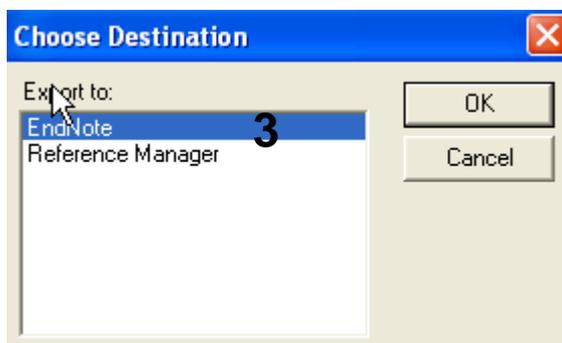 Choose Destination
Export to:
OK
EndNote 3
Reference Manager
Cancel